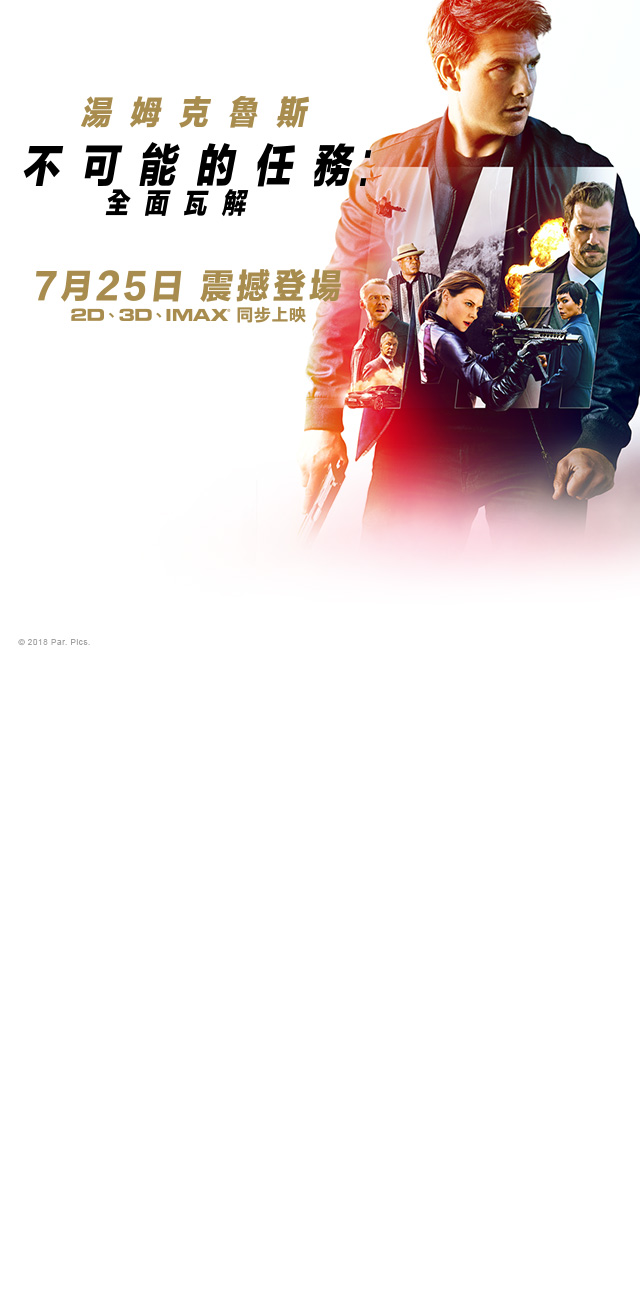 湯姆克魯斯
不可能的任務:
全面瓦解
7月25日 震撼登場
2D、3D、IMAX® 同步上映
© 2018 Par. Pics.